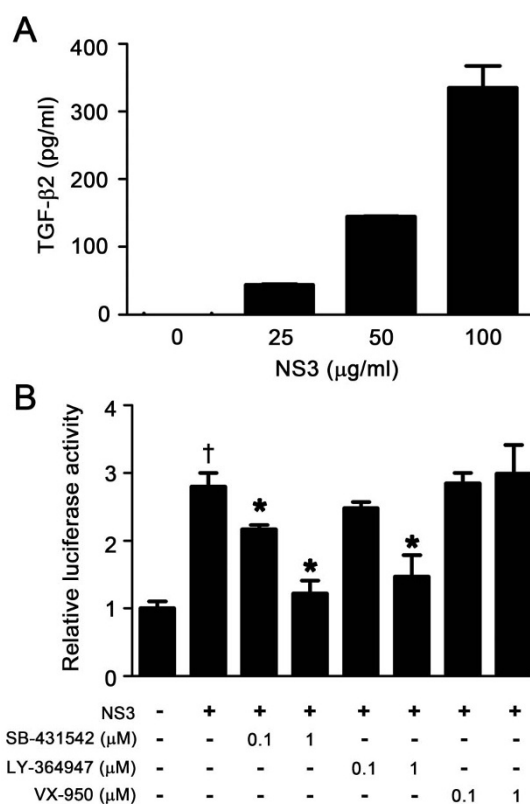 A
TGF-β2 (pg/ml)
400
300
200
100
0
0 25 50 100
NS3 (μg/ml)
B
Relative luciferase activity
4
3
2
1
0
† * * *
NS3 - + + + + + + +
SB-431542 (μM) - - 0.1 1 - - - -
LY-364947 (μM) - - - - 0.1 1 - -
VX-950 (μM) - - - - - - 0.1 1